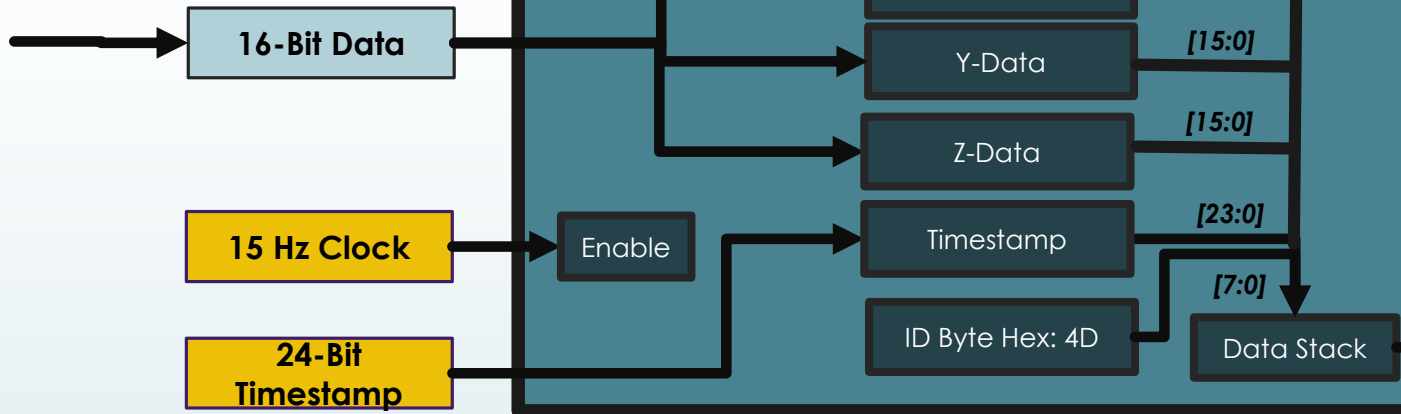 16-Bit Data
Y-Data
[15:0]
Z-Data
[15:0]
15 Hz Clock
Enable
Timestamp
[23:0]
24-Bit
Timestamp
ID Byte Hex: 4D
[7:0]
Data Stack